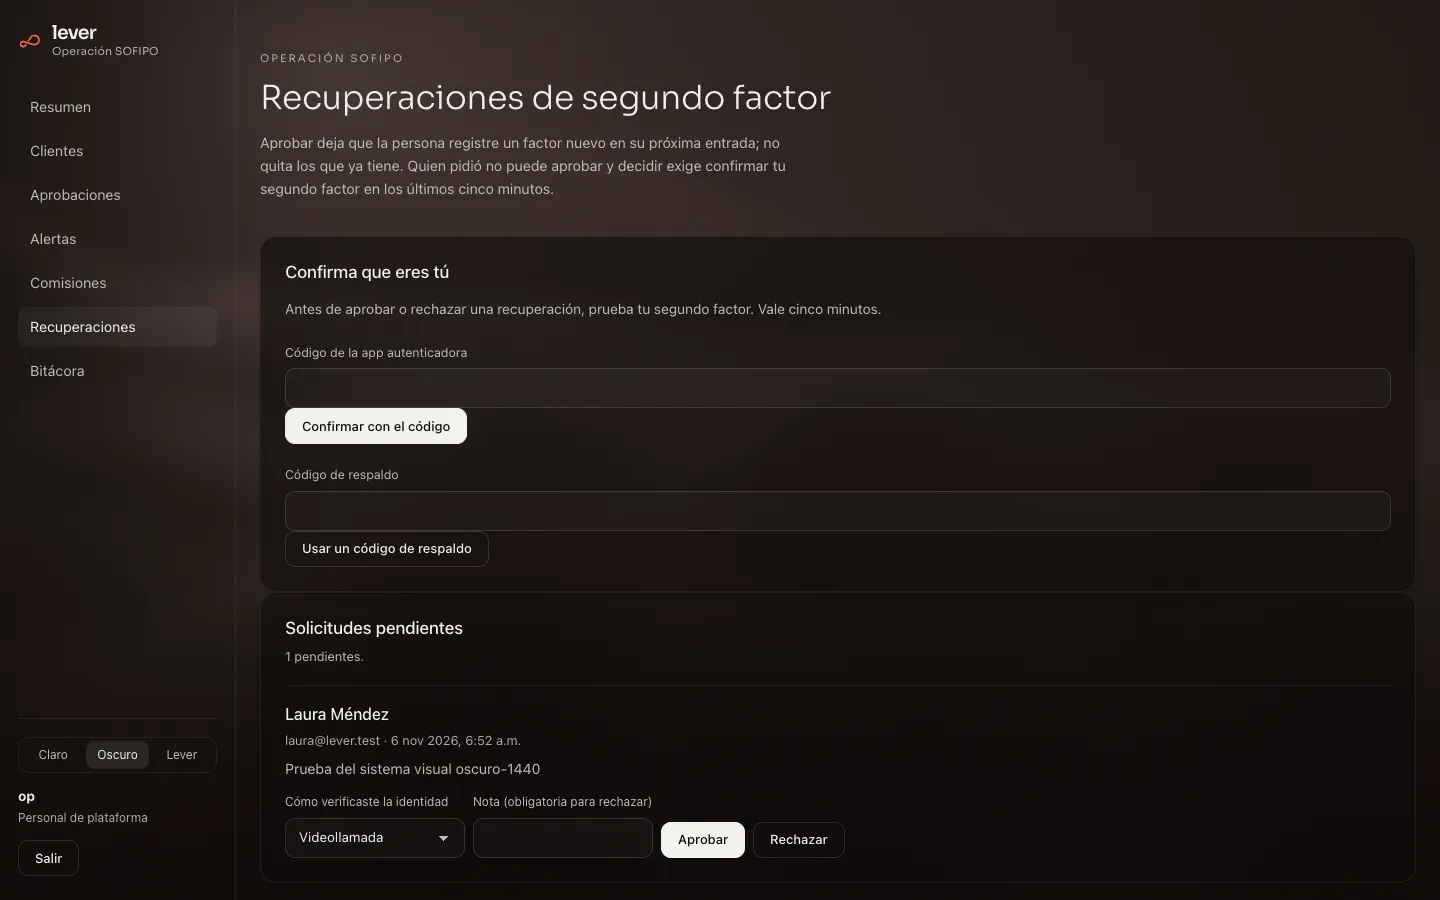 lever
Operación SOFIPO
Resumen
Clientes
Aprobaciones
Alertas
Comisiones
Recuperaciones
Bitácora
Claro
Oscuro
Lever
op
Personal de plataforma
Salir
OPERACIÓN SOFIPO
Recuperaciones de segundo factor
Aprobar deja que la persona registre un factor nuevo en su próxima entrada; no
quita los que ya tiene. Quien pidió no puede aprobar y decidir exige confirmar tu
segundo factor en los últimos cinco minutos.
Confirma que eres tú
Antes de aprobar o rechazar una recuperación, prueba tu segundo factor. Vale cinco minutos.
Código de la app autenticadora
Confirmar con el código
Código de respaldo
Usar un código de respaldo
Solicitudes pendientes
1 pendientes.
Laura Méndez
laura@lever.test · 6 nov 2026, 6:52 a.m.
Prueba del sistema visual oscuro-1440
Cómo verificaste la identidad
Nota (obligatoria para rechazar)
Videollamada
Aprobar
Rechazar